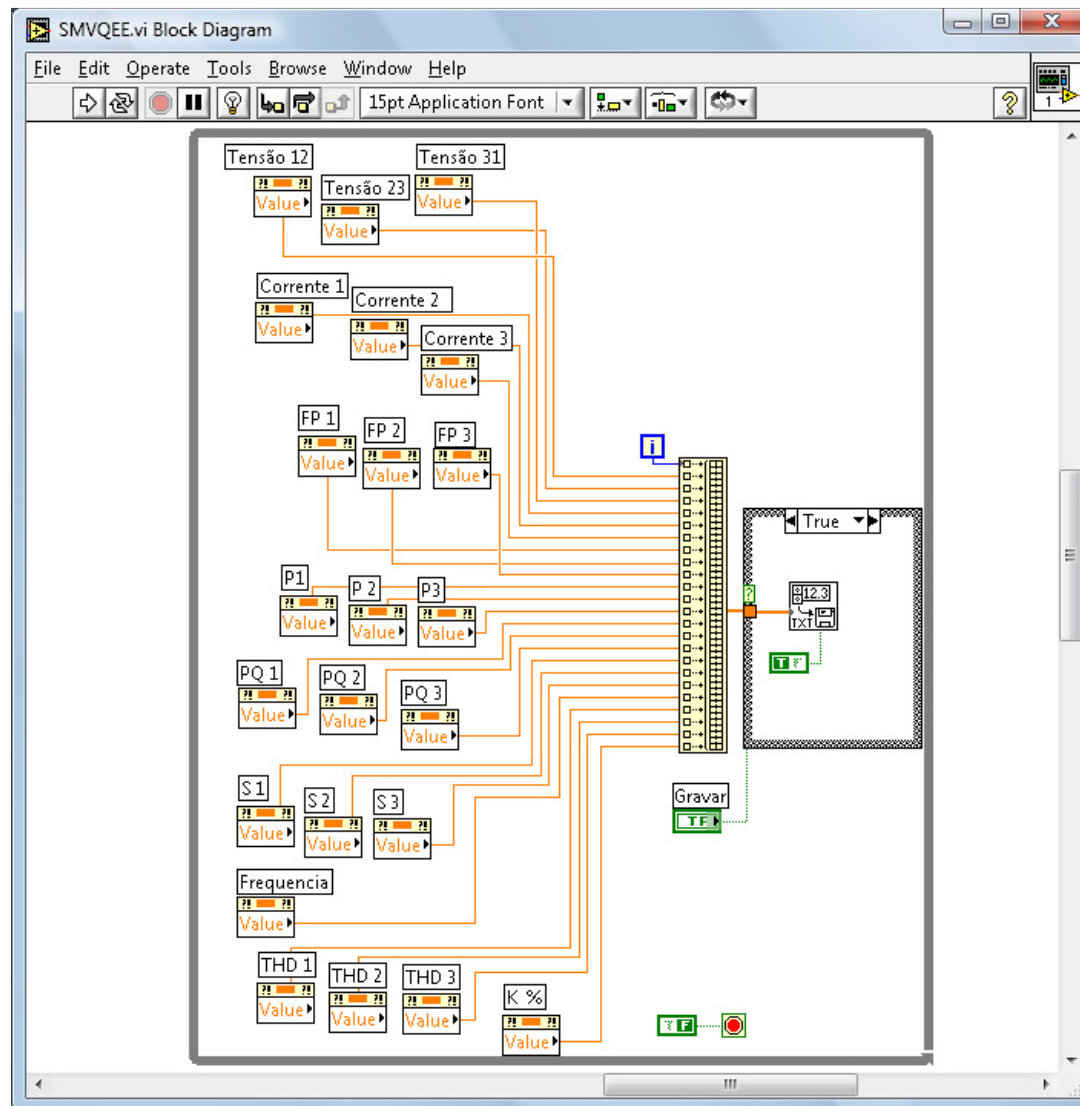 SMVQEE.vi Block Diagram
File Edit Operate Tools Browse Window Help
15pt Application Font
1
Tensão 12
Tensão 31
Value
Tensão 23
Value
Value
Corrente 1
Corrente 2
Value
Value
Corrente 3
Value
FP 1
FP 2
FP 3
Value
Value
Value
i
True
?
12.3
TXT
T F
P1
P 2
P3
Value
Value
Value
PQ 1
PQ 2
PQ 3
Value
Value
Value
Gravar
TF
S 1
S 2
S 3
Value
Value
Value
Frequencia
Value
THD 1
THD 2
THD 3
Value
Value
Value
K %
Value
F